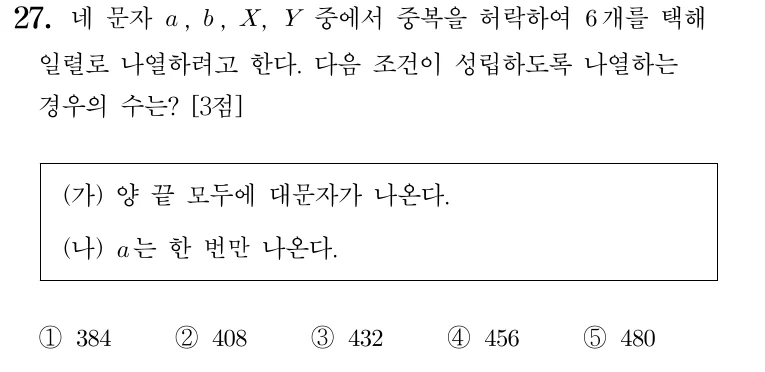 27. 네 문자 a, b, X, Y 중에서 중복을 허락하여 6개를 택해
일렬로 나열하려고 한다. 다음 조건이 성립하도록 나열하는
경우의 수는? [3점]
(가) 양 끝 모두에 대문자가 나온다.
(나) a는 한 번만 나온다.
① 384 ② 408 ③ 432 ④ 456 ⑤ 480